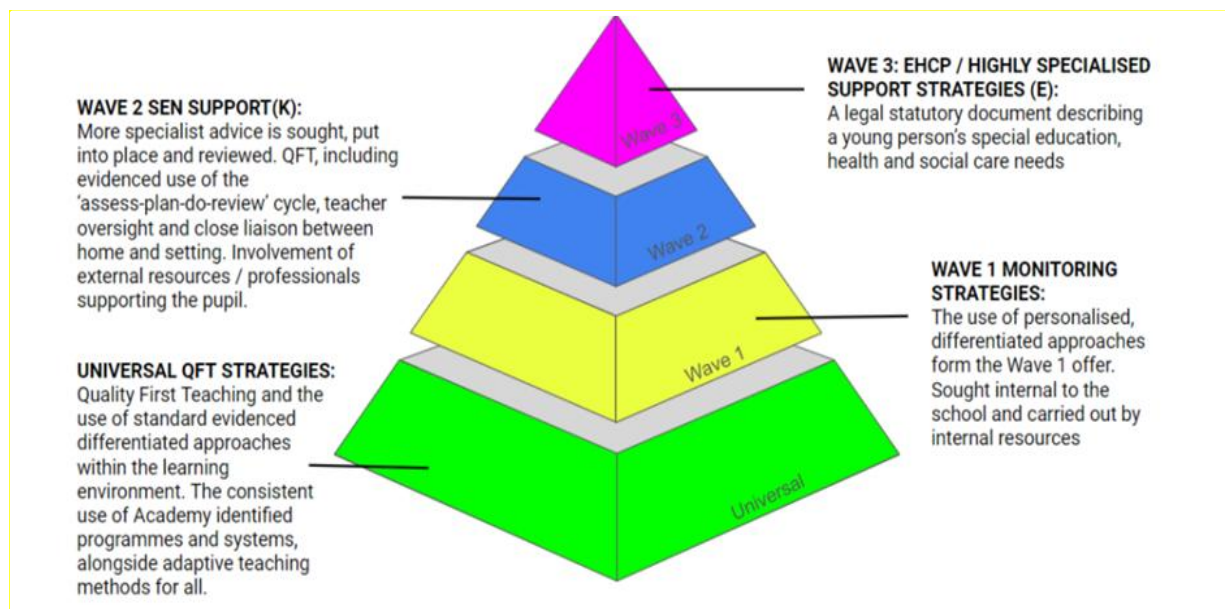 WAVE 2 SEN SUPPORT(K):
More specialist advice is sought, put
into place and reviewed. QFT, including
evidenced use of the
‘assess-plan-do-review’ cycle, teacher
oversight and close liaison between
home and setting. Involvement of
external resources / professionals
supporting the pupil.
UNIVERSAL QFT STRATEGIES:
Quality First Teaching and the
use of standard evidenced
differentiated approaches
within the learning
environment. The consistent
use of Academy identified
programmes and systems,
alongside adaptive teaching
methods for all.
Wave 3
Wave 2
Wave 1
Universal
WAVE 3: EHCP / HIGHLY SPECIALISED
SUPPORT STRATEGIES (E):
A legal statutory document describing
a young person’s special education,
health and social care needs
WAVE 1 MONITORING
STRATEGIES:
The use of personalised,
differentiated approaches
form the Wave 1 offer.
Sought internal to the
school and carried out by
internal resources